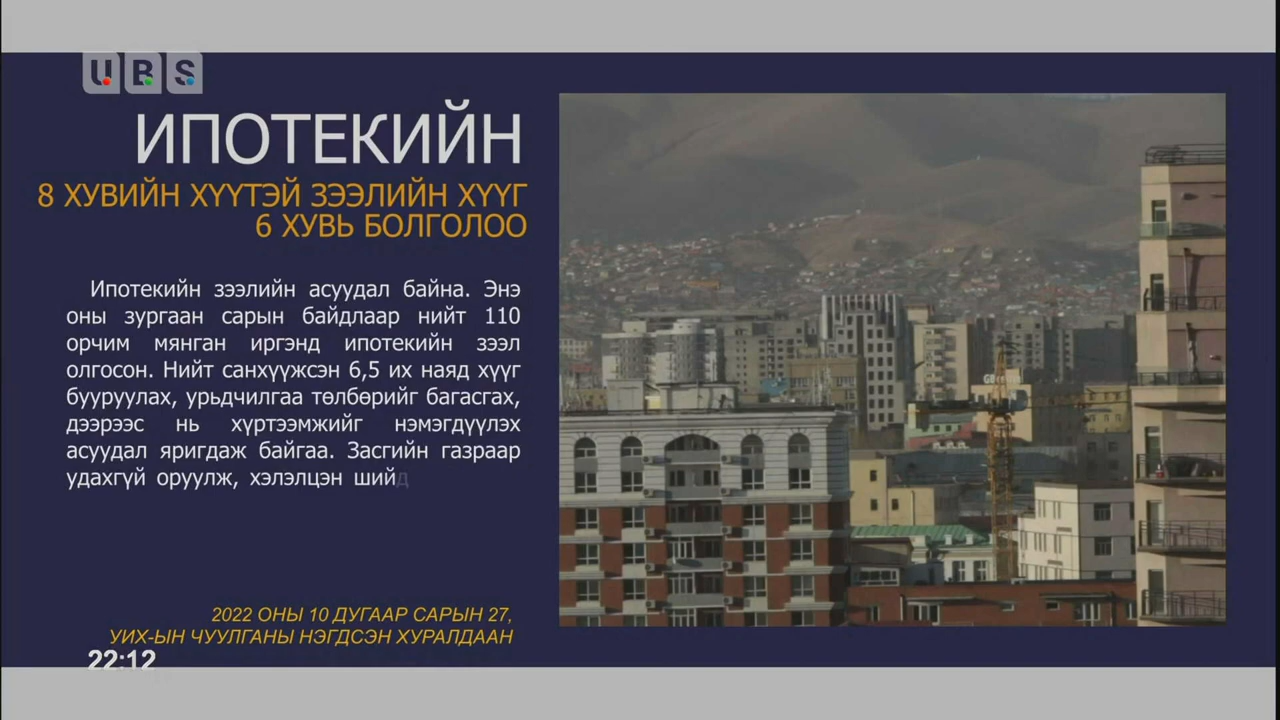 UBS
ИПОТЕКИЙН
8 ХУВИЙН ХҮҮТЭЙ ЗЭЭЛИЙН ХҮҮГ
6 ХУВЬ БОЛГОЛОО
Ипотекийн зээлийн асуудал байна. Энэ
оны зургаан сарын байдлаар нийт 110
орчим мянган иргэнд ипотекийн зээл
олгосон. Нийт санхүүжсэн 6,5 их наяд хүүг
бууруулах, урьдчилгаа төлбөрийг багасгах,
дээрээс нь хүртээмжийг нэмэгдүүлэх
асуудал яригдаж байгаа. Засгийн газраар
удахгүй оруулж, хэлэлцэн шийд
2022 ОНЫ 10 ДУГААР САРЫН 27,
УИХ-ЫН ЧУУЛГАНЫ НЭГДСЭН ХУРАЛДААН
22:12